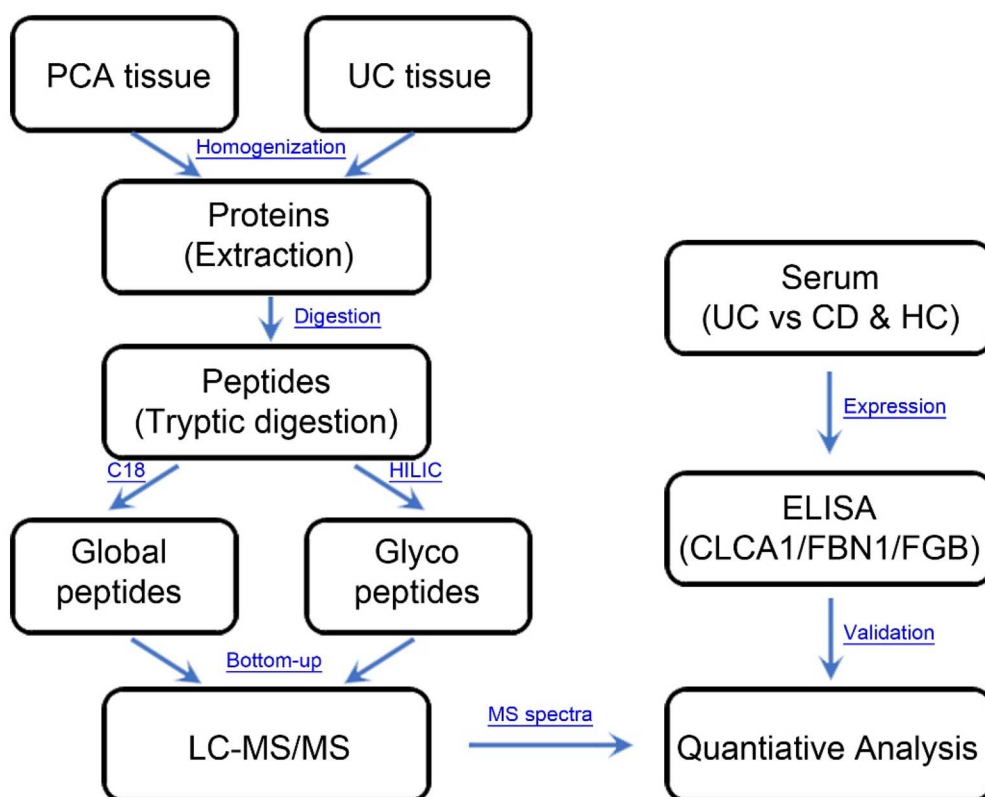 PCA tissue
UC tissue
Homogenization
Proteins
(Extraction)
Digestion
Peptides
(Tryptic digestion)
C18
HILIC
Global
peptides
Glyco
peptides
Bottom-up
LC-MS/MS
MS spectra
Serum
(UC vs CD & HC)
Expression
ELISA
(CLCA1/FBN1/FGB)
Validation
Quantiative Analysis